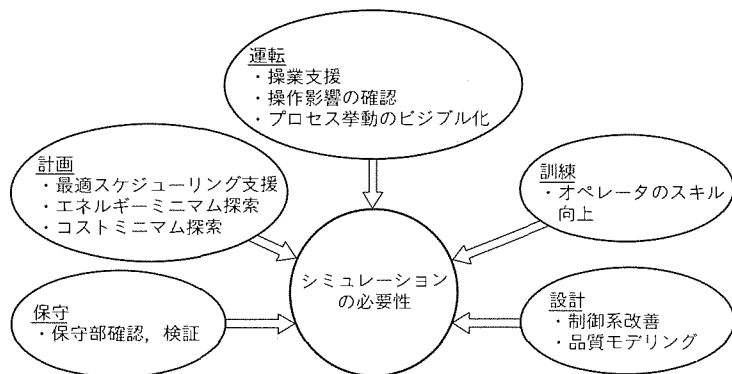 運転
・操業支援
・操作影響の確認
・プロセス挙動のビジブル化
計画
・最適スケジューリング支援
・エネルギーミニマム探索
・コストミニマム探索
訓練
・オペレータのスキル
向上
シミュレーション
の必要性
保守
・保守部確認，検証
設計
・制御系改善
・品質モデリング